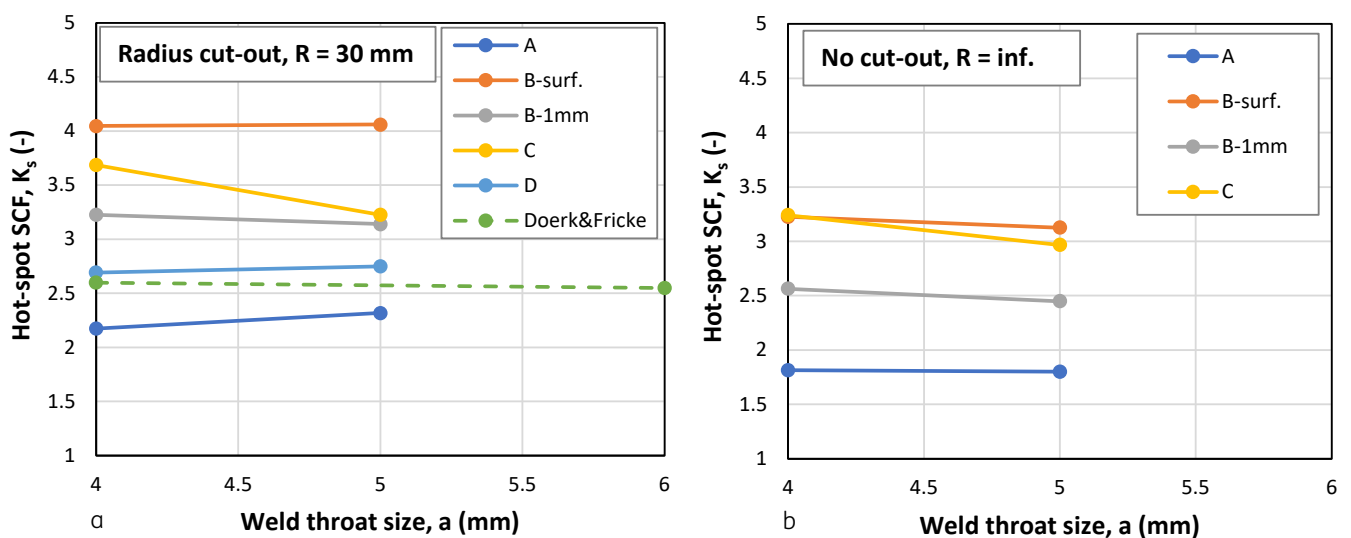 Radius cut-out, R = 30 mm
A
B-surf.
B-1mm
C
D
Doerk&Fricke
Hot-spot SCF, Ks (-)
5
4.5
4
3.5
3
2.5
2
1.5
1
4
4.5
5
5.5
6
Weld throat size, a (mm)
a
No cut-out, R = inf.
A
B-surf.
B-1mm
C
Hot-spot SCF, Ks (-)
5
4.5
4
3.5
3
2.5
2
1.5
1
4
4.5
5
5.5
6
Weld throat size, a (mm)
b